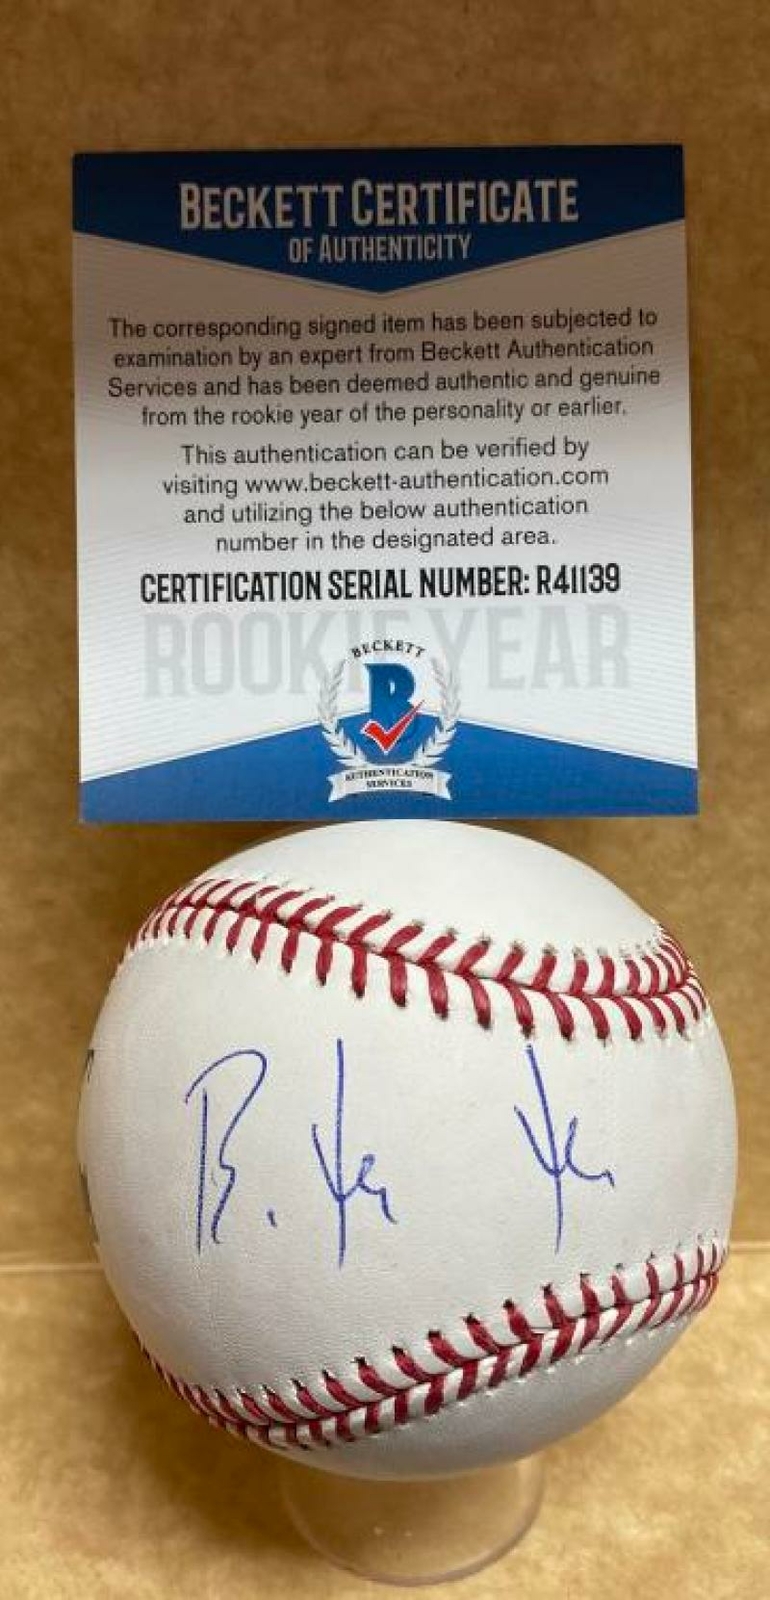 BECKETT CERTIFICATE
OF AUTHENTICITY
The corresponding signed item has been subjected to
examination by an expert from Beckett Authentication
Services and has been deemed authentic and genuine
from the rookie year of the personality or earlier.
This authentication can be verified by
visiting www.beckett-authentication.com
and utilizing the below authentication
number in the designated area.
CERTIFICATION SERIAL NUMBER: R41139
ROOKIE YEAR
BECKETT
B
AUTHENTICATION
SERVICES
B.